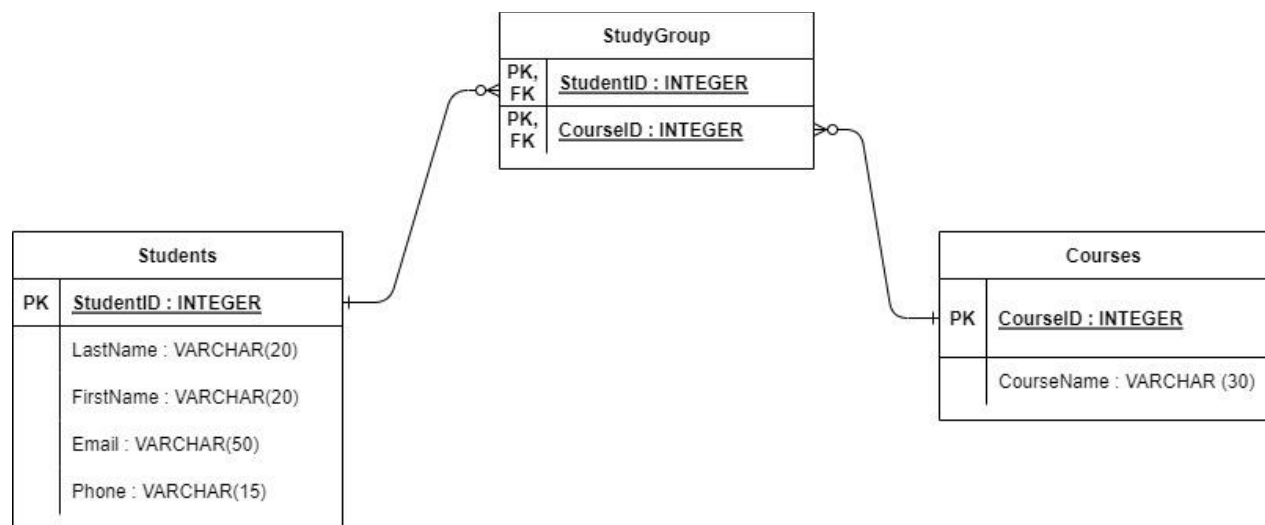 StudyGroup
PK,
FK
StudentID : INTEGER
PK,
FK
CourseID : INTEGER
Students
PK
StudentID : INTEGER
LastName : VARCHAR(20)
FirstName : VARCHAR(20)
Email : VARCHAR(50)
Phone : VARCHAR(15)
Courses
PK
CourseID : INTEGER
CourseName : VARCHAR (30)